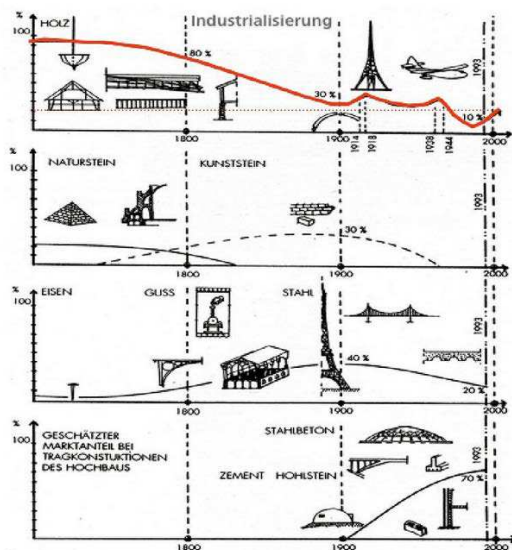 Industrialisierung
HOLZ
%
100
80 %
30 %
10 %
1993
1914
1918
1938
1944
1800
1900
2000
NATURSTEIN
KUNSTSTEIN
%
100
30 %
1993
1800
1900
2000
EISEN
GUSS
STAHL
%
100
40 %
20 %
1993
1800
1900
2000
%
100
GESCHÄTZTER
MARKTANTEIL BEI
TRAGKONSTUKTIONEN
DES HOCHBAUS
STAHLBETON
ZEMENT HOHLSTEIN
70 %
1800
1900
2000